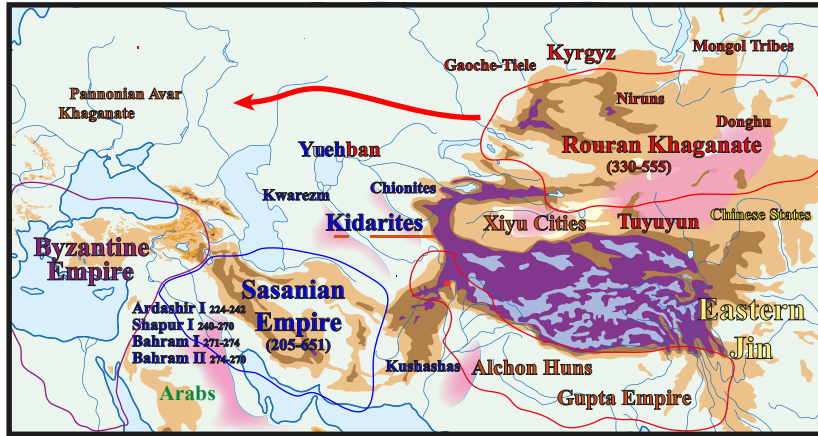 Mongol Tribes
Kyrgyz
Gaoche-Tiele
Pannonian Avar
Khaganate
Niruns
Donghu
Rouran Khaganate
(330-555)
Yuehban
Chionites
Kwarezm
Kidarites
Xiyu Cities
Tuyuyun
Chinese States
Byzantine
Empire
Sasanian
Empire
(205-651)
Ardashir I 224-242
Shapur I 240-270
Bahram I 271-274
Bahram II 274-270
Eastern
Jin
Kushashas
Alchon Huns
Arabs
Gupta Empire